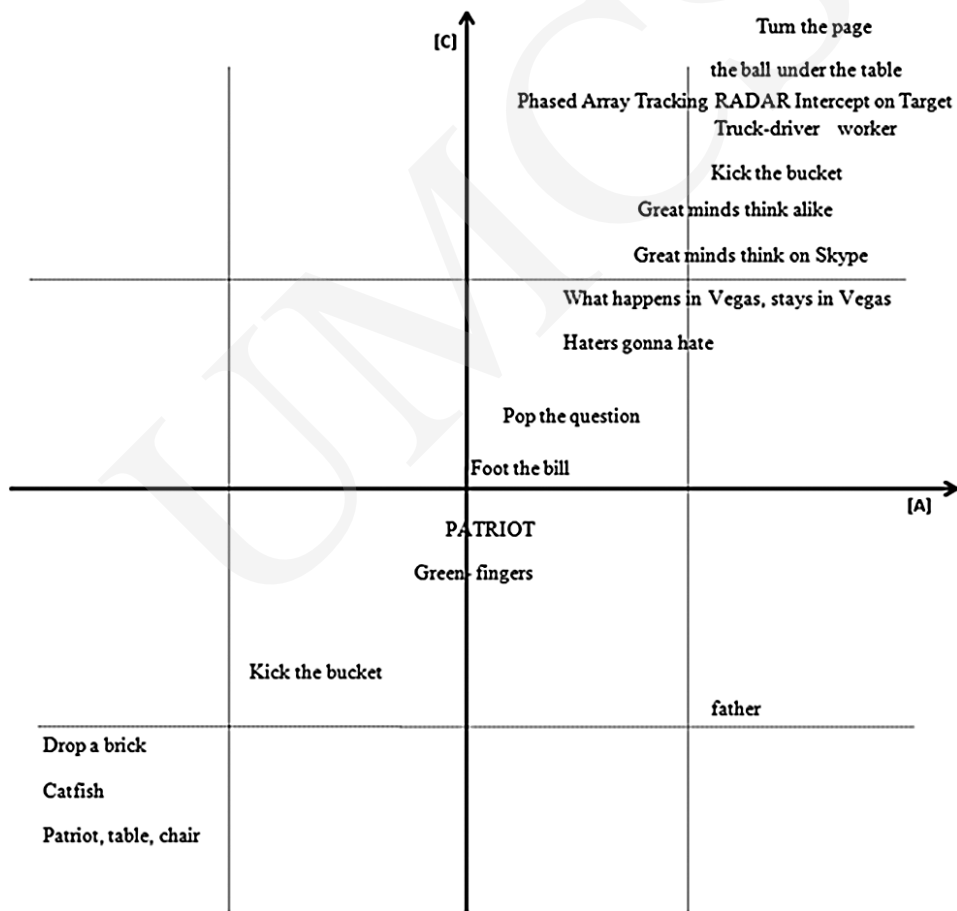 Turn the page
[C]
the ball under the table
Phased Array Tracking RADAR Intercept on Target
Truck-driver worker
Kick the bucket
Great minds think alike
Great minds think on Skype
What happens in Vegas, stays in Vegas
Haters gonna hate
Pop the question
Foot the bill
[A]
PATRIOT
Green- fingers
Kick the bucket
father
Drop a brick
Catfish
Patriot, table, chair
UMCS